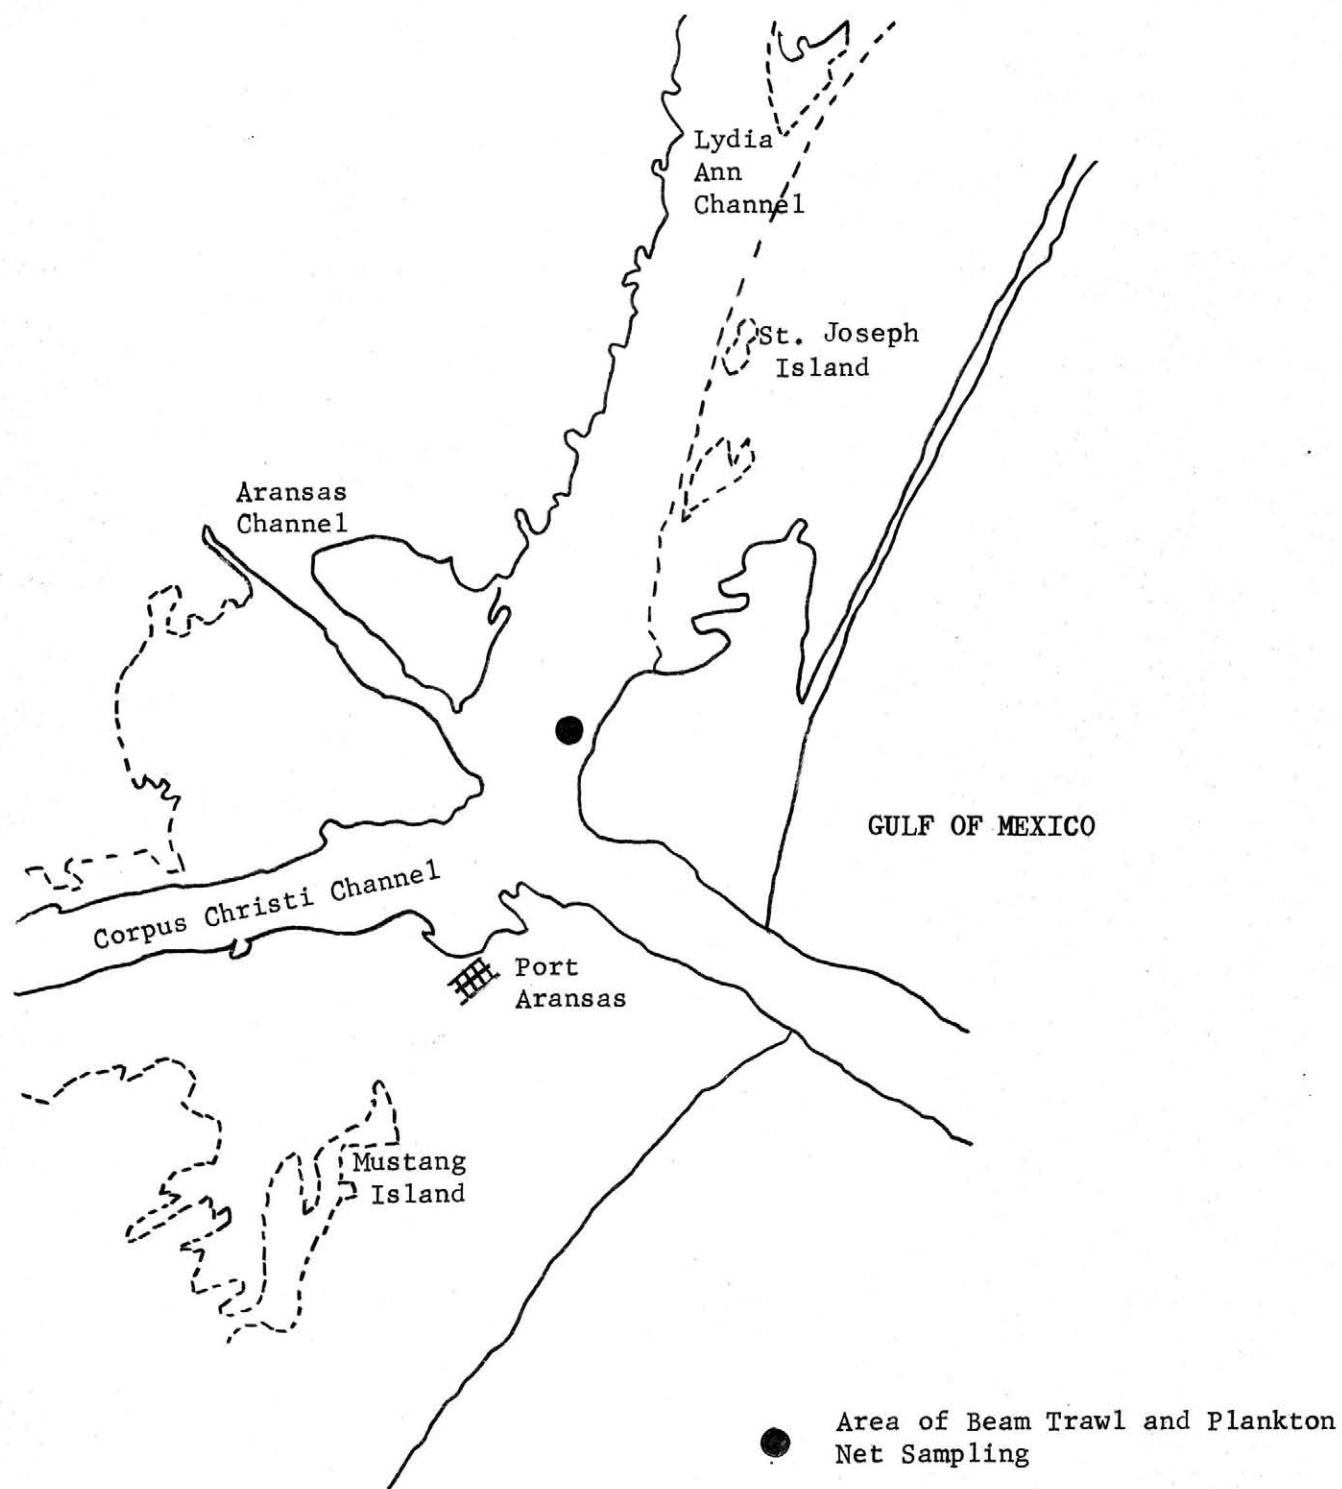 Lydia
Ann
Channel
St. Joseph
Island
Aransas
Channel
GULF OF MEXICO
Corpus Christi Channel
Port
Aransas
Mustang
Island
Area of Beam Trawl and Plankton
Net Sampling